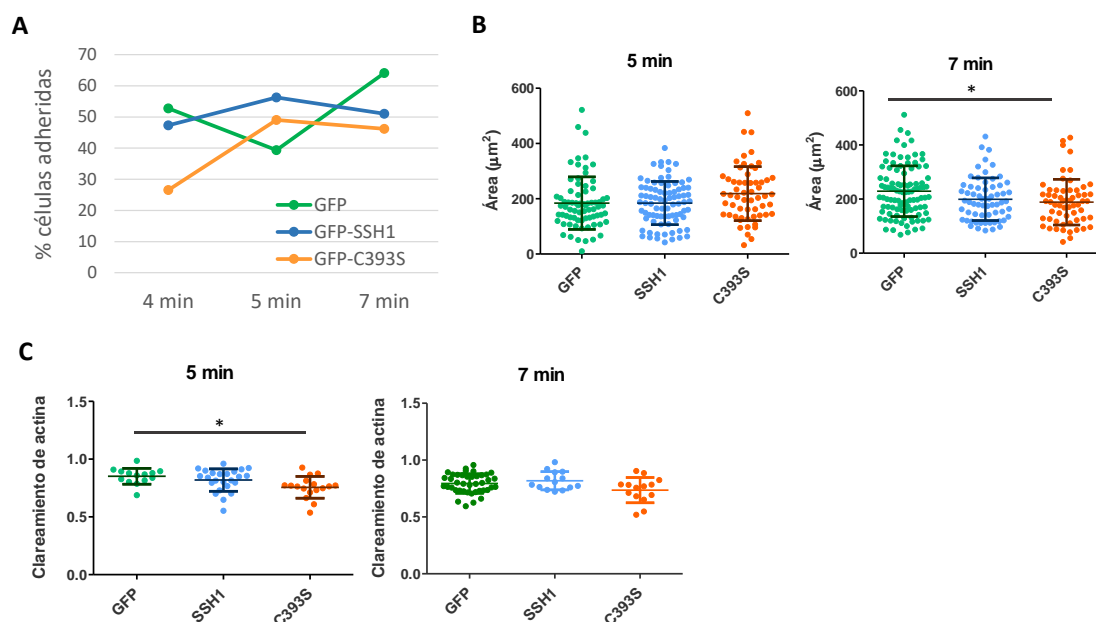 A
70
60
50
40
30
20
10
0
% células adheridas
GFP
GFP-SSH1
GFP-C393S
4 min
5 min
7 min
B
5 min
Área (µm²)
600
400
200
0
GFP
SSH1
C393S
7 min
*
Área (µm²)
600
400
200
0
GFP
SSH1
C393S
C
5 min
*
Clareamiento de actina
1.5
1.0
0.5
0.0
GFP
SSH1
C393S
7 min
Clareamiento de actina
1.5
1.0
0.5
0.0
GFP
SSH1
C393S